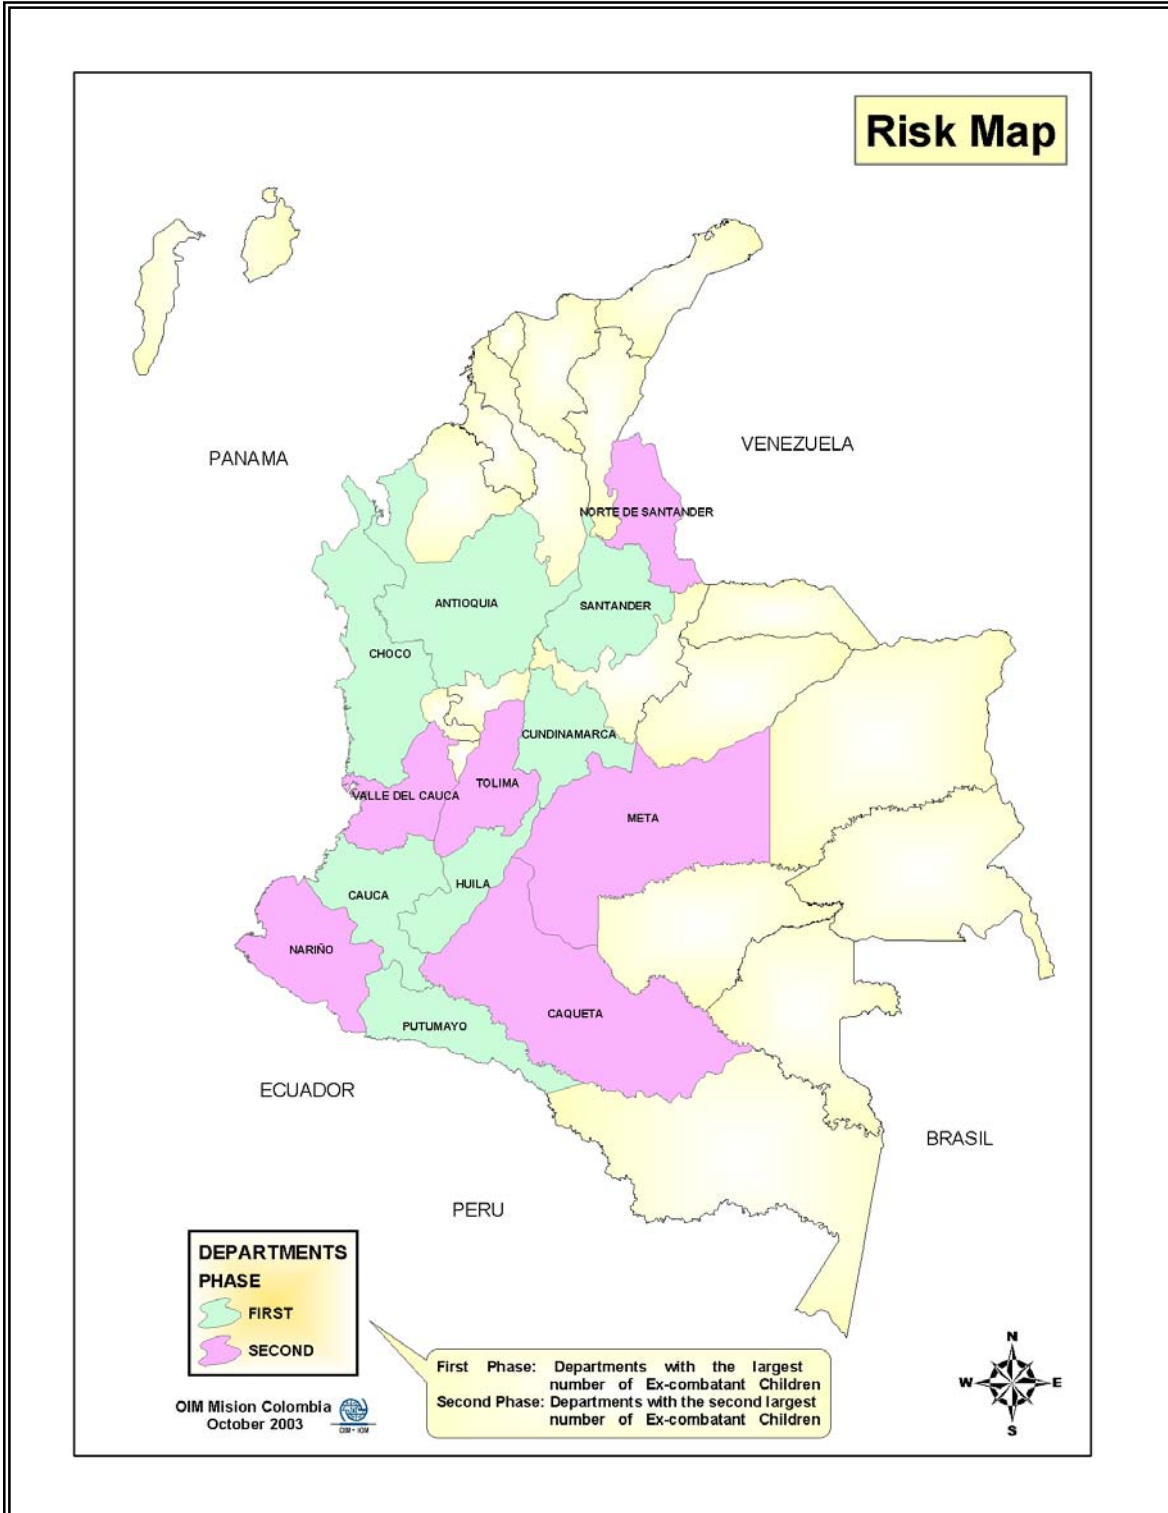 Risk Map
PANAMA
VENEZUELA
NORTE DE SANTANDER
ANTIOQUIA
SANTANDER
CHOCO
CUNDINAMARCA
TOLIMA
VALLE DEL CAUCA
META
HUILA
CAUCA
NARIÑO
CAQUETA
PUTUMAYO
ECUADOR
BRASIL
PERU
DEPARTMENTS
PHASE
FIRST
SECOND
First Phase: Departments with the largest
number of Ex-combatant Children
Second Phase: Departments with the second largest
number of Ex-combatant Children
OIM Mision Colombia
October 2003
OIM • IOM
N
W
E
S